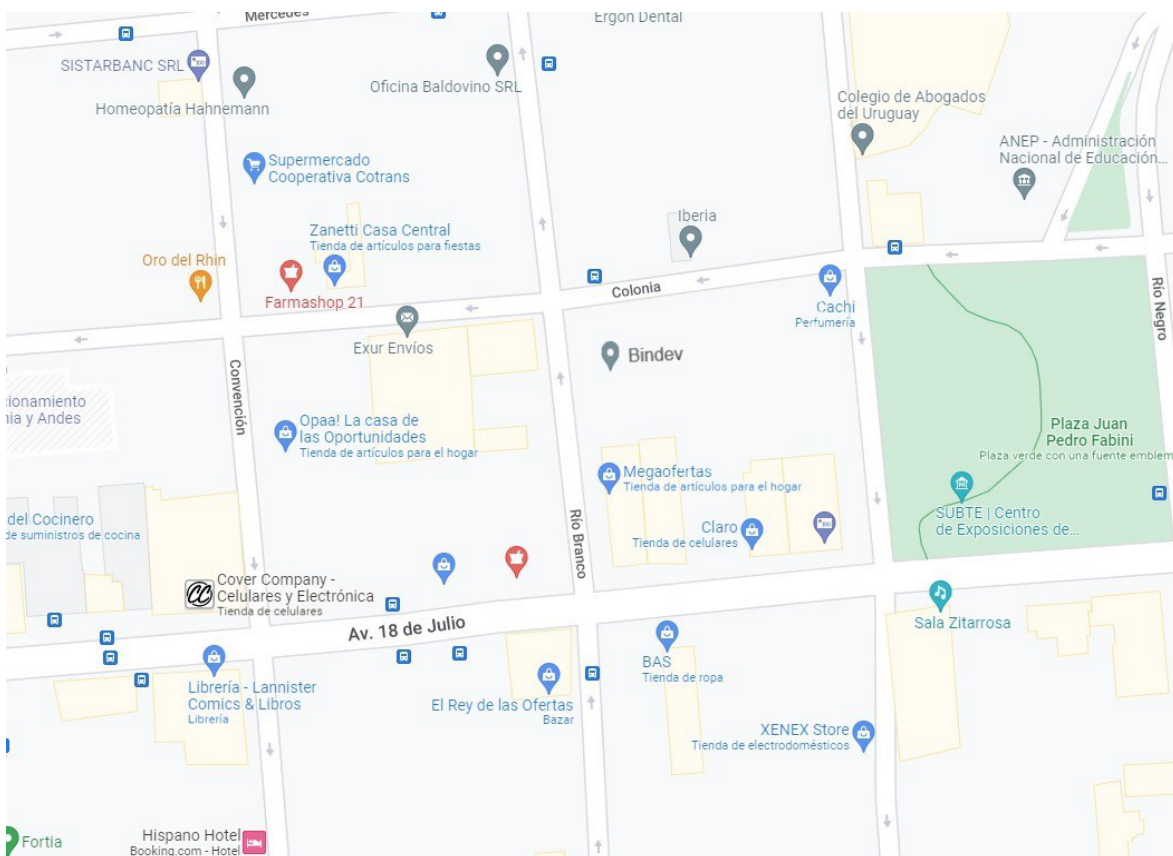 Mercedes
Ergon Dental
SISTARBANC SRL
Homeopatía Hahnemann
Oficina Baldovino SRL
Colegio de Abogados
del Uruguay
ANEP - Administración
Nacional de Educación...
Supermercado
Cooperativa Cotrans
Zanetti Casa Central
Tienda de artículos para fiestas
Iberia
Oro del Rhin
Farmashop 21
Colonia
Cachi
Perfumería
Río Negro
Exur Envíos
Bindev
Convención
cionamiento
nia y Andes
Opaa! La casa de
las Oportunidades
Tienda de artículos para el hogar
Plaza Juan
Pedro Fabini
Plaza verde con una fuente emblem
Megaofertas
Tienda de artículos para el hogar
SUBTE | Centro
de Exposiciones de...
del Cocinero
de suministros de cocina
Claro
Tienda de celulares
Río Branco
CC
Cover Company -
Celulares y Electrónica
Tienda de celulares
Av. 18 de Julio
Sala Zitarrosa
BAS
Tienda de ropa
Librería - Lannister
Comics & Libros
Librería
El Rey de las Ofertas
Bazar
XENEX Store
Tienda de electrodomésticos
Fortia
Hispano Hotel
Booking.com - Hotel